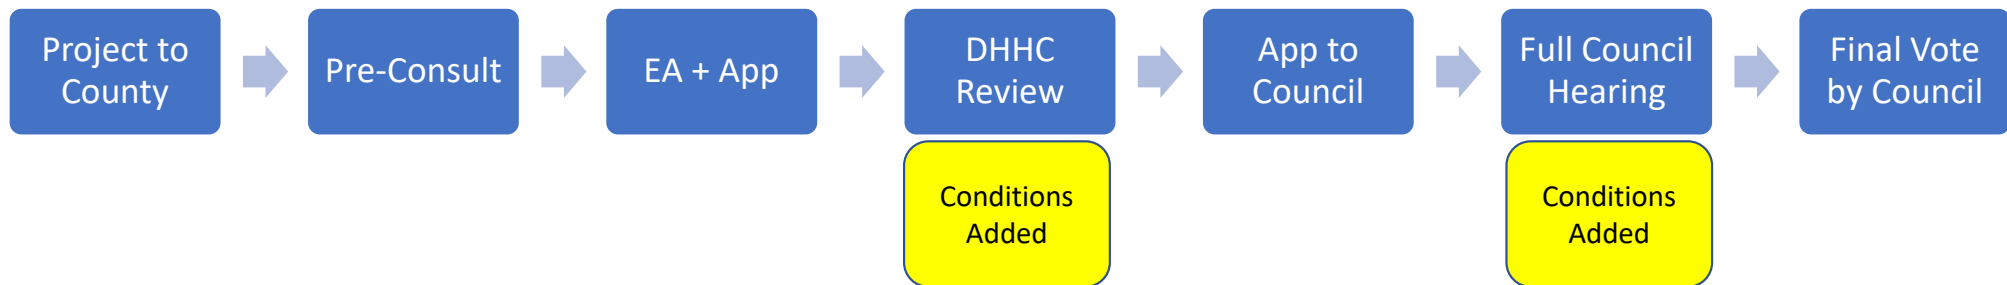 Project to
County
Pre-Consult
EA + App
DHHC
Review
App to
Council
Full Council
Hearing
Final Vote
by Council
Conditions
Added
Conditions
Added